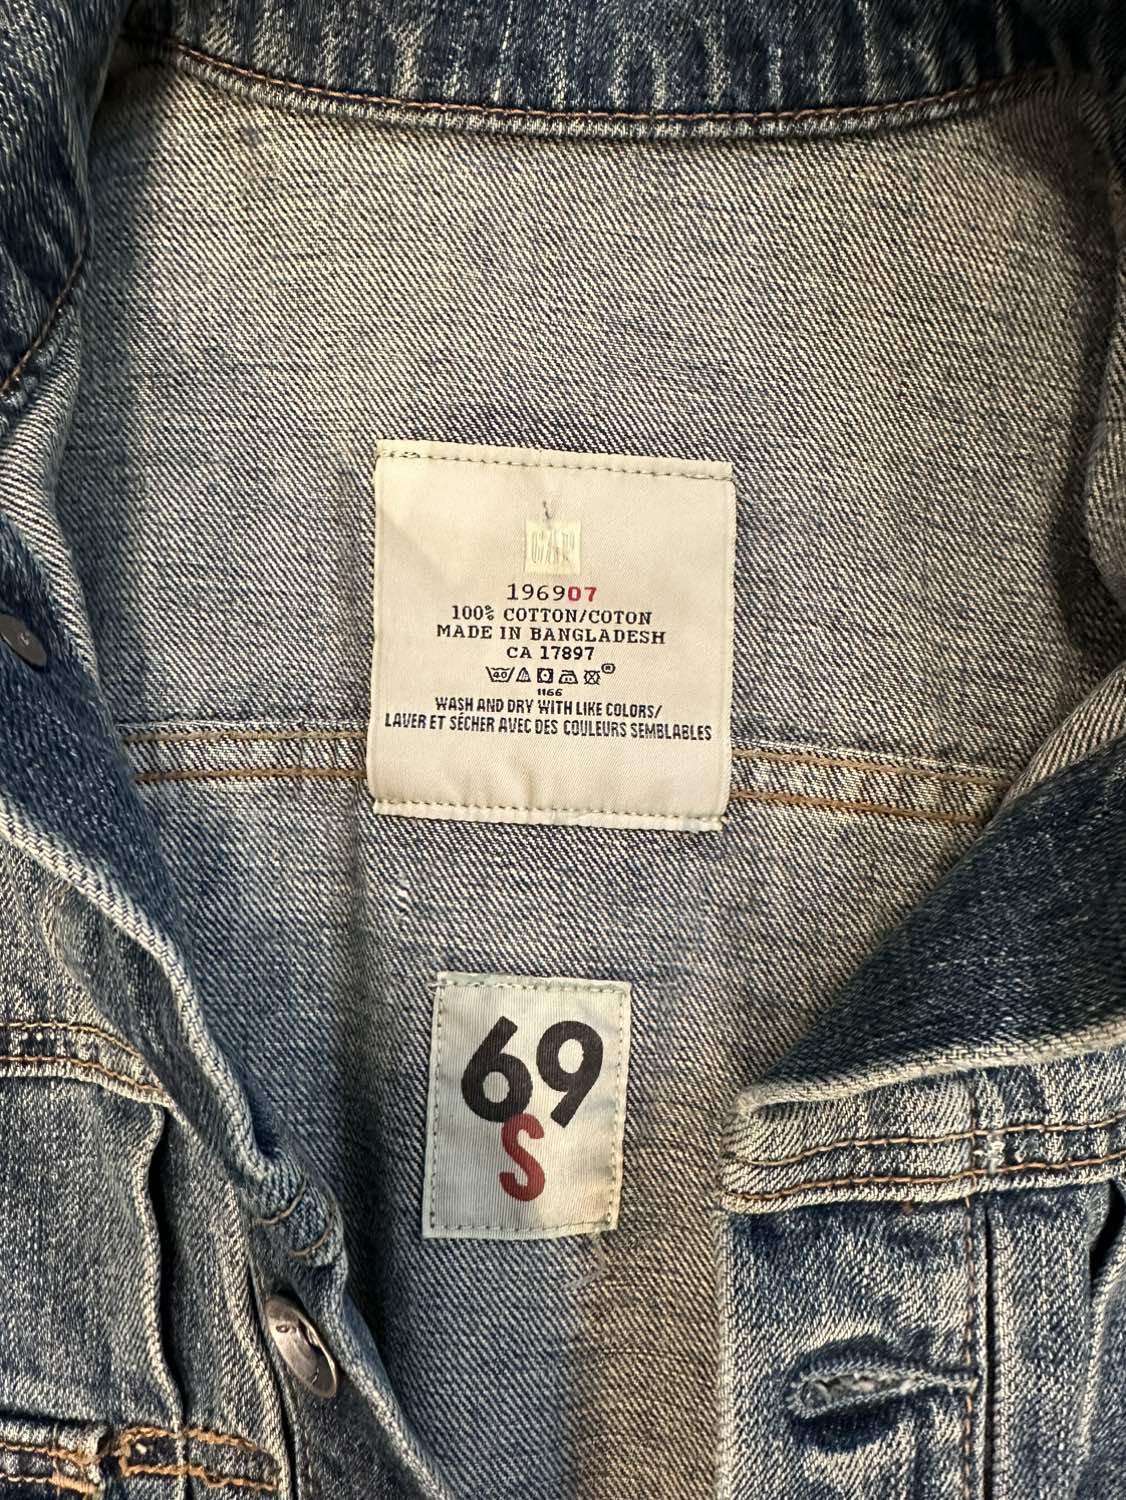 GAP
196907
100% COTTON/COTON
MADE IN BANGLADESH
CA 17897
40 ®
1166
WASH AND DRY WITH LIKE COLORS/
LAVER ET SÉCHER AVEC DES COULEURS SEMBLABLES
69
S